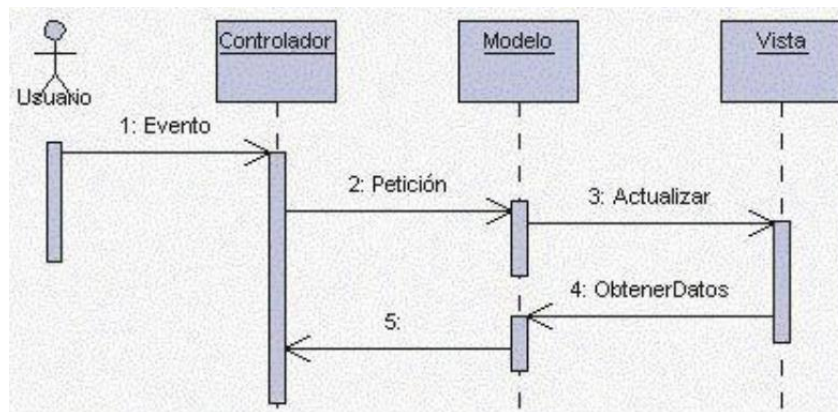 Controlador
Modelo
Vista
Usuario
1: Evento
2: Petición
3: Actualizar
4: ObtenerDatos
5: